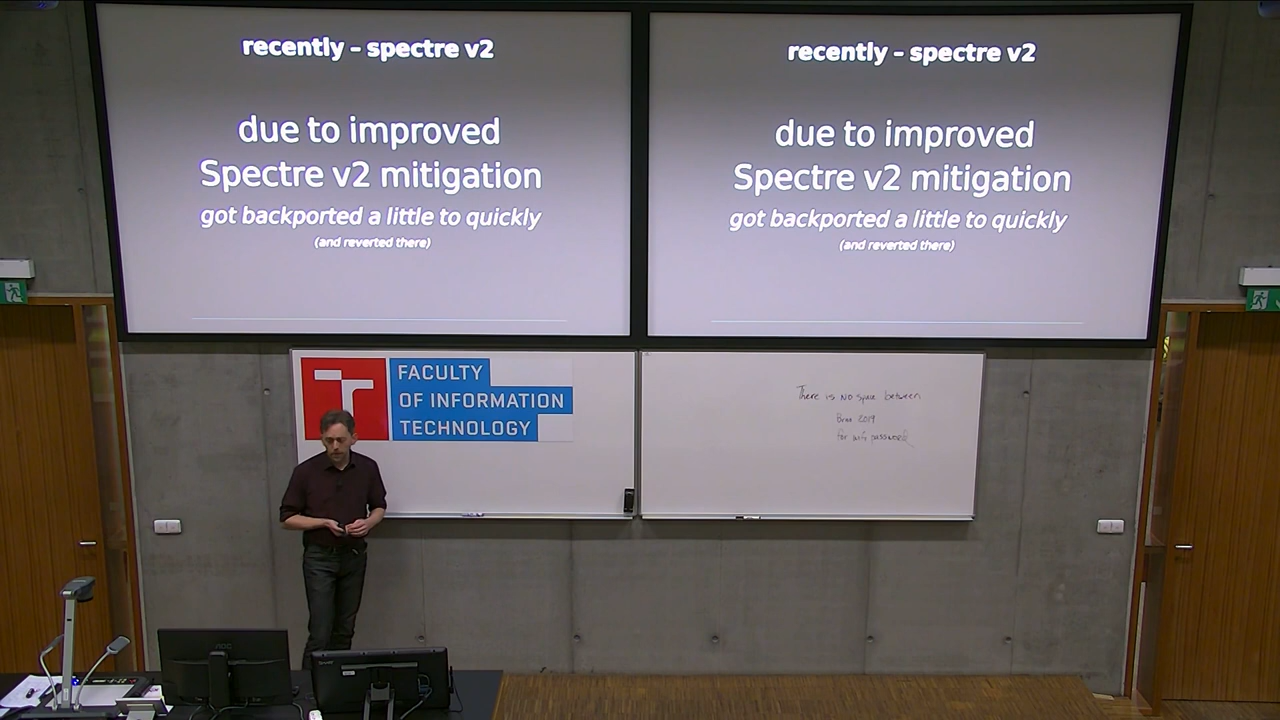 recently – spectre v2
due to improved
Spectre v2 mitigation
got backported a little to quickly
(and reverted there)
recently – spectre v2
due to improved
Spectre v2 mitigation
got backported a little to quickly
(and reverted there)
FACULTY
OF INFORMATION
TECHNOLOGY
There is NO space between
Brno 2019
for wifi password